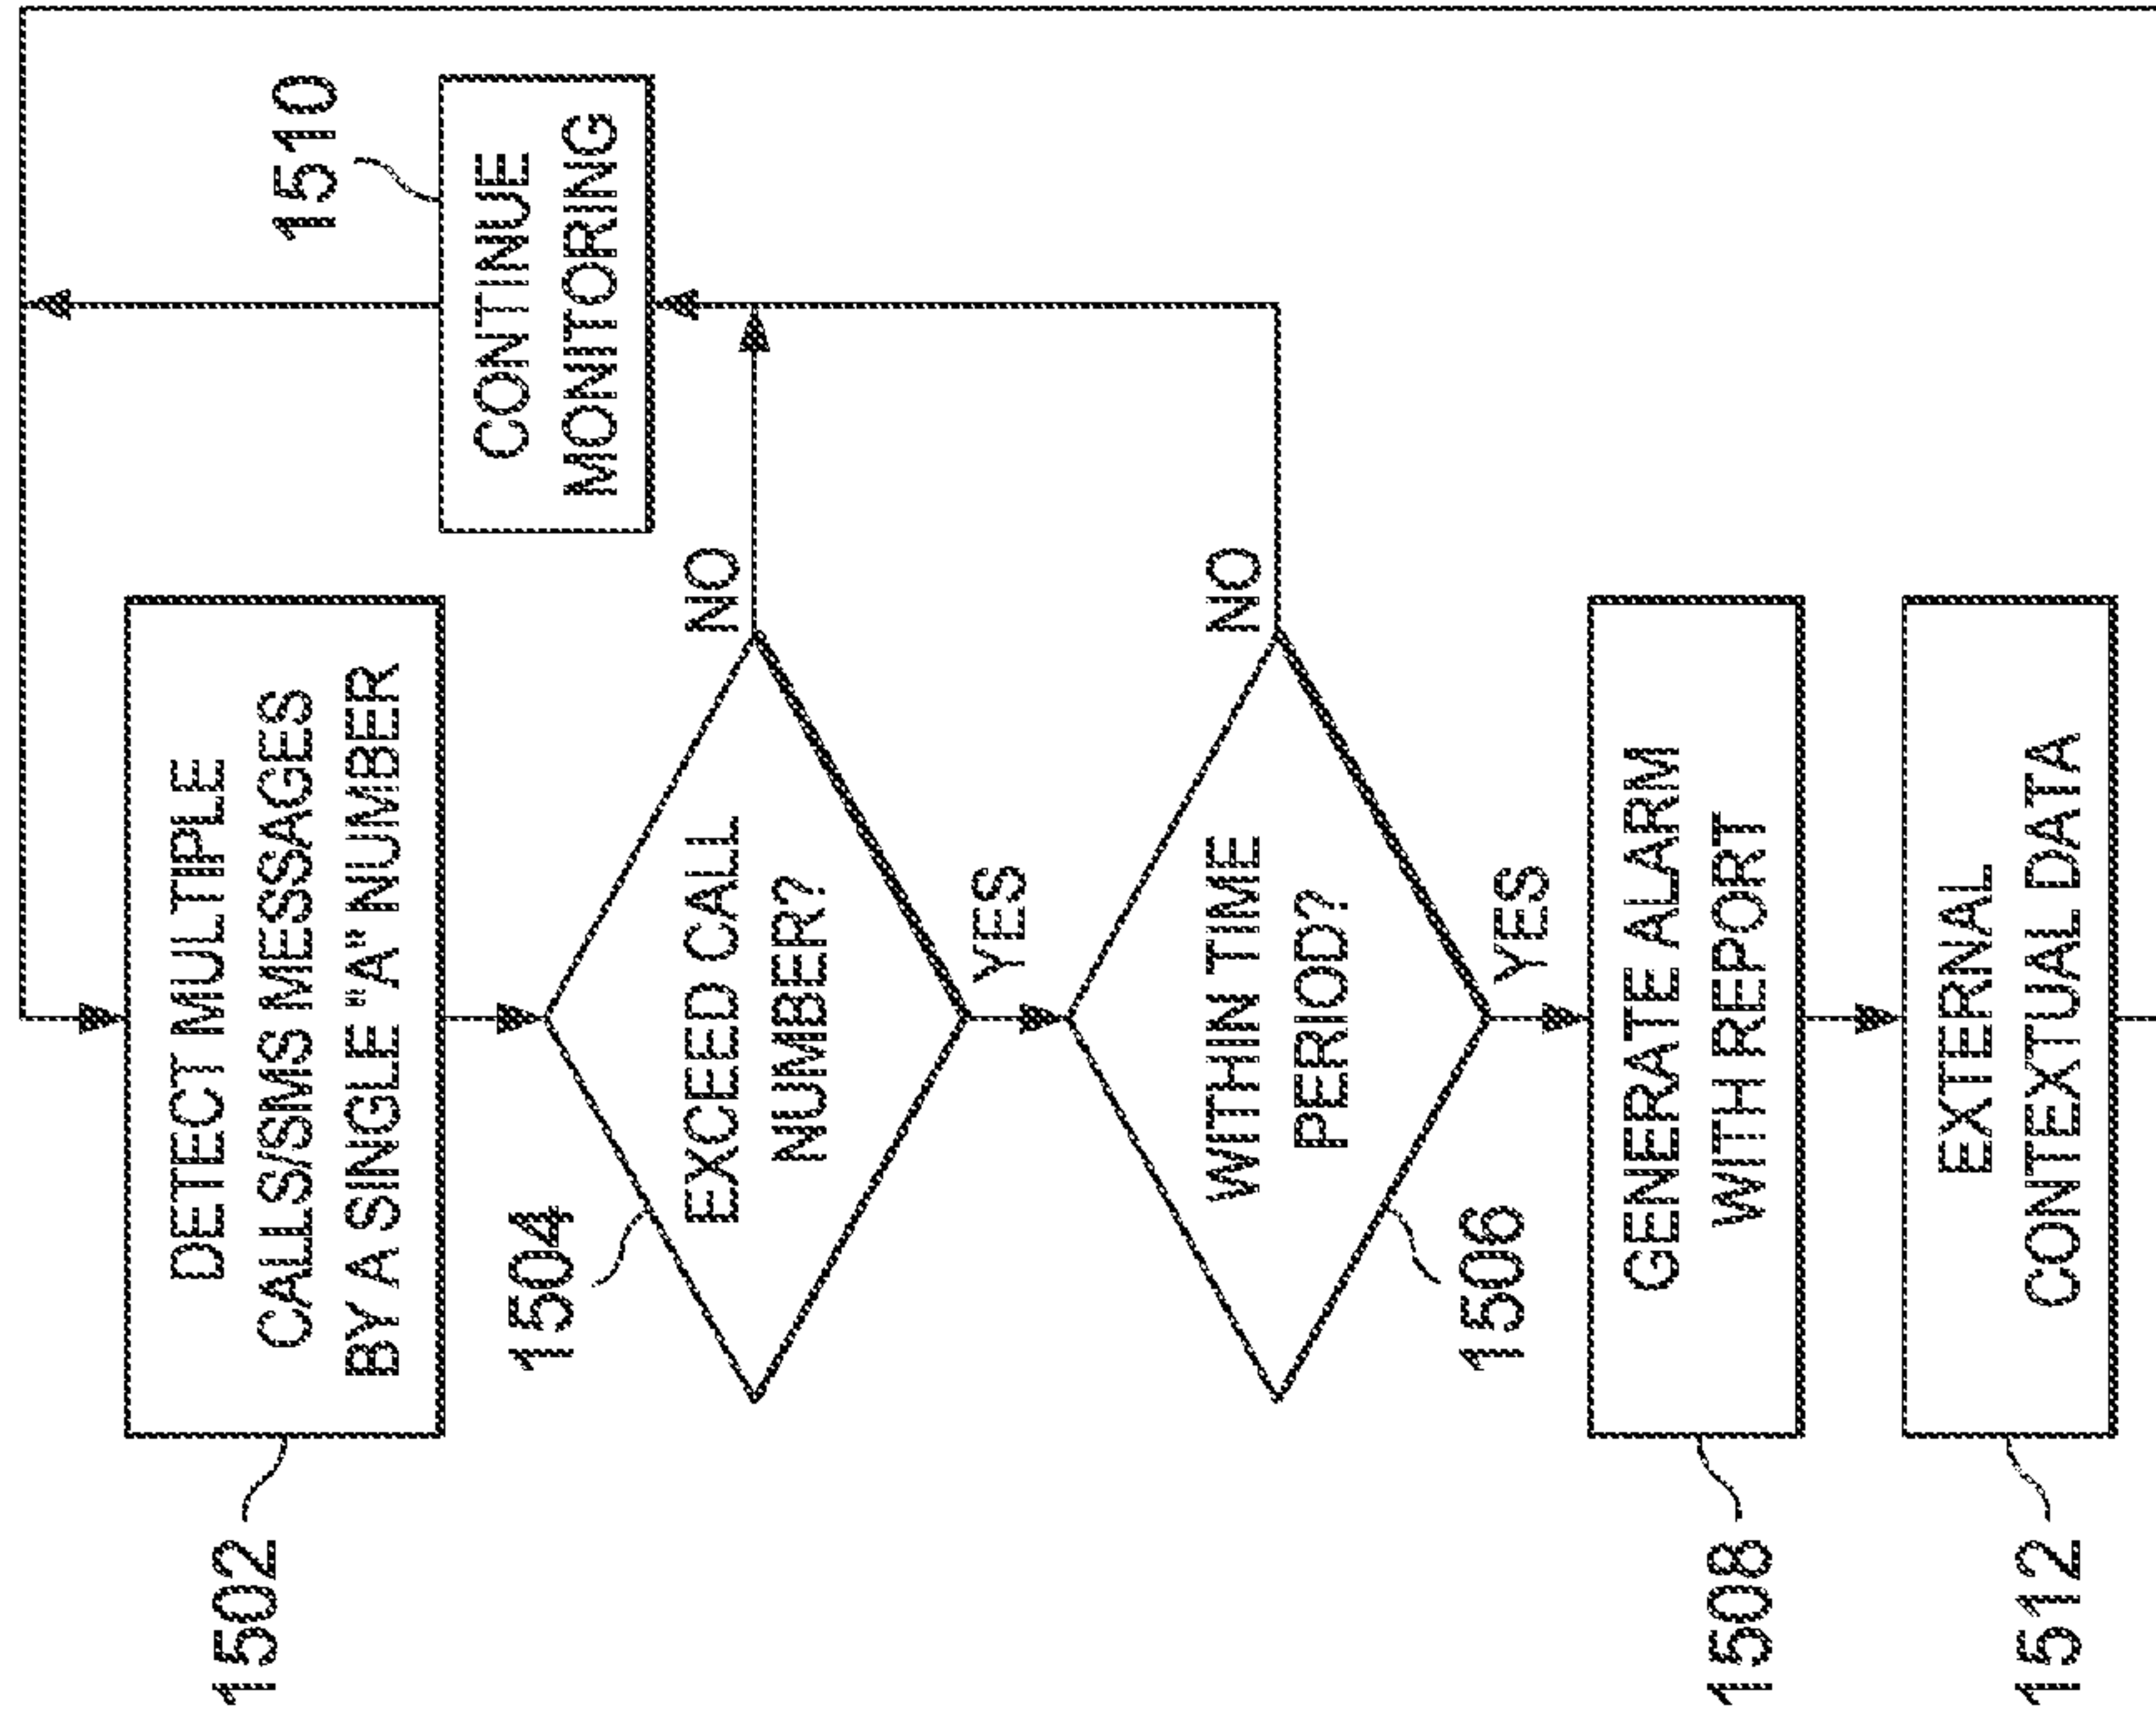 1502
DETECT MULTIPLE
CALLS/SMS MESSAGES
BY A SINGLE "A" NUMBER
1510
CONTINUE
MONITORING
1504
EXCEED CALL
NUMBER?
NO
YES
WITHIN TIME
PERIOD?
NO
1506
YES
1508
GENERATE ALARM
WITH REPORT
1512
EXTERNAL
CONTEXTUAL DATA